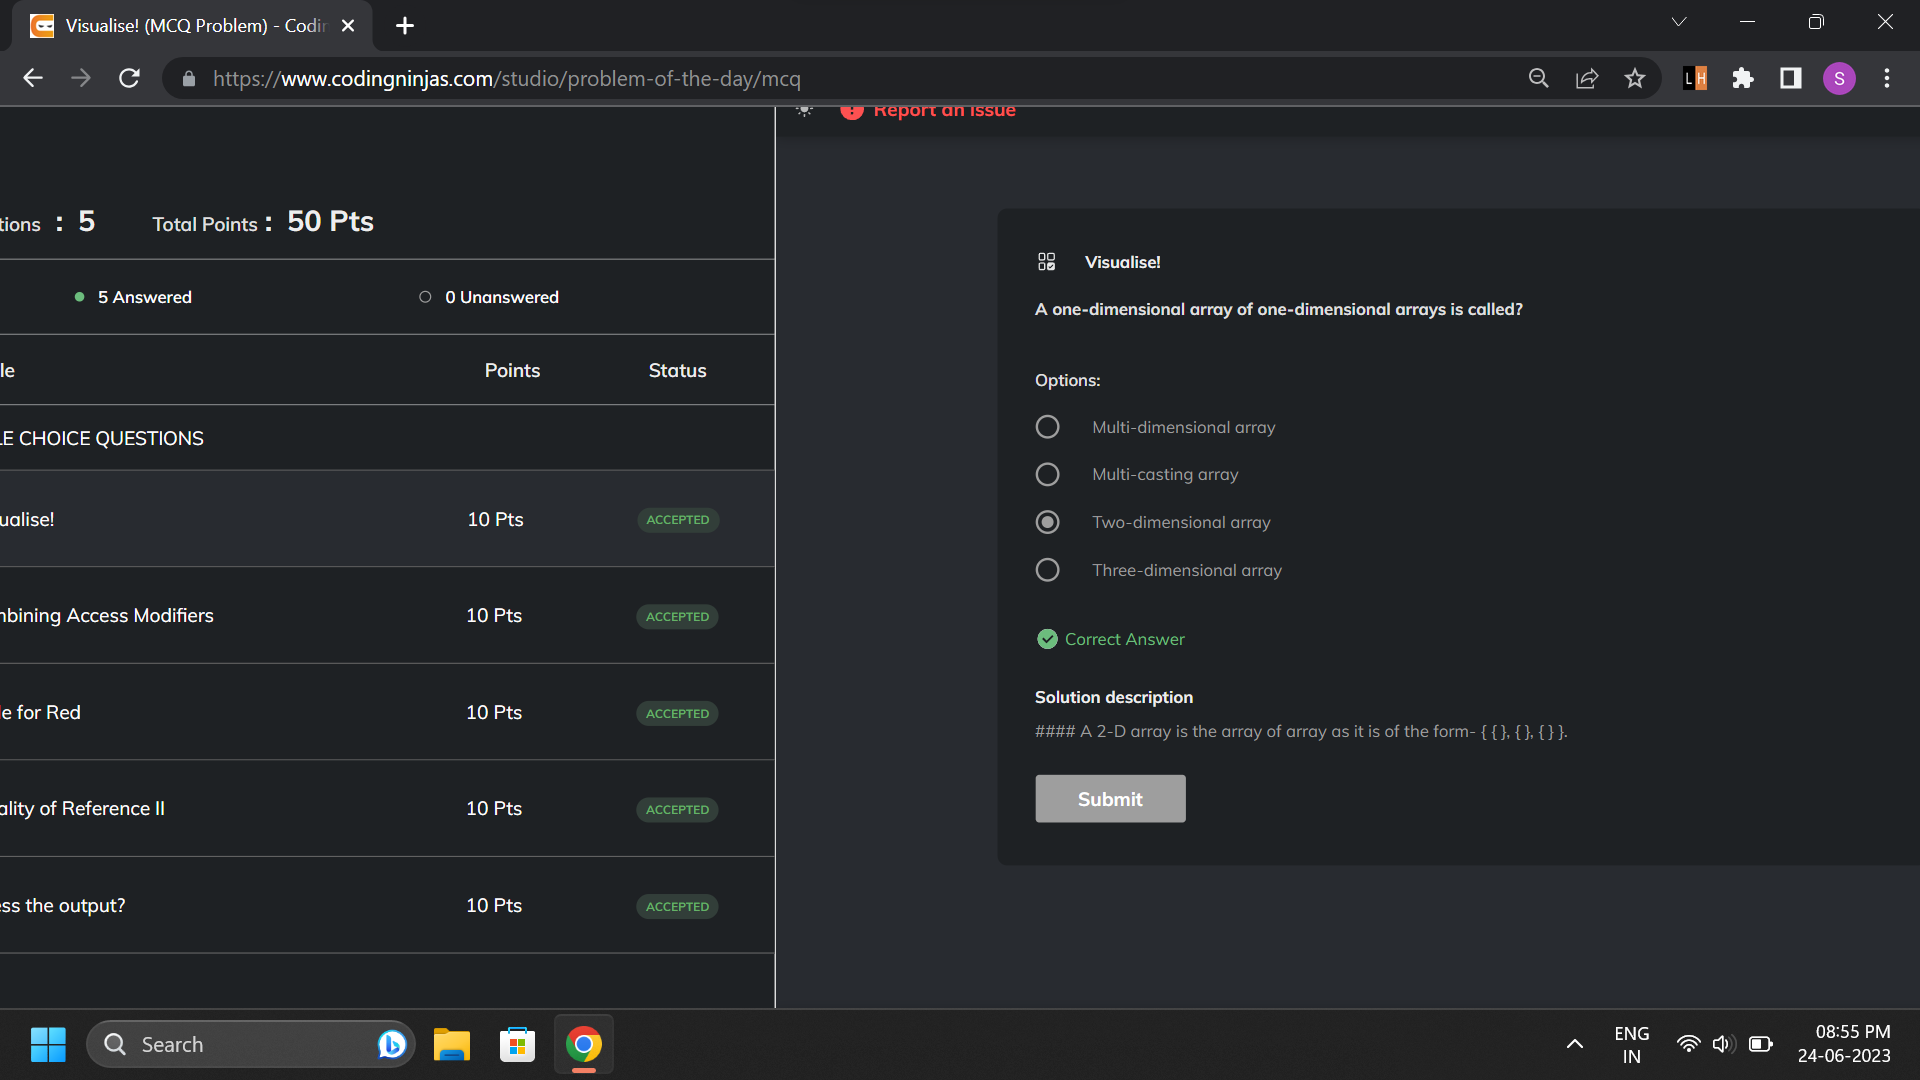 Visualise! (MCQ Problem) - Codin
https://www.codingninjas.com/studio/problem-of-the-day/mcq
L H
S
Report an issue
tions : 5 Total Points : 50 Pts
5 Answered 0 Unanswered
le Points Status
LE CHOICE QUESTIONS
ualise! 10 Pts ACCEPTED
nbining Access Modifiers 10 Pts ACCEPTED
e for Red 10 Pts ACCEPTED
ality of Reference II 10 Pts ACCEPTED
ess the output? 10 Pts ACCEPTED
Visualise!
A one-dimensional array of one-dimensional arrays is called?
Options:
Multi-dimensional array
Multi-casting array
Two-dimensional array
Three-dimensional array
Correct Answer
Solution description
#### A 2-D array is the array of array as it is of the form- { { }, { }, { } }.
Submit
Search
ENG
IN
08:55 PM
24-06-2023